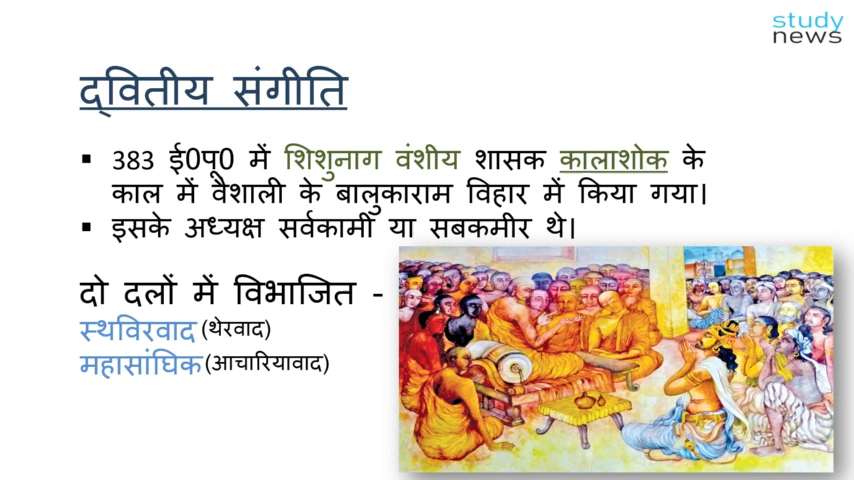 study
news
द्वितीय संगीति
▪ 383 ई0पू0 में शिशुनाग वंशीय शासक कालाशोक के
काल में वैशाली के बालुकाराम विहार में किया गया।
▪ इसके अध्यक्ष सर्वकामी या सबकमीर थे।
दो दलों में विभाजित -
स्थविरवाद (थेरवाद)
महासांघिक (आचारियावाद)